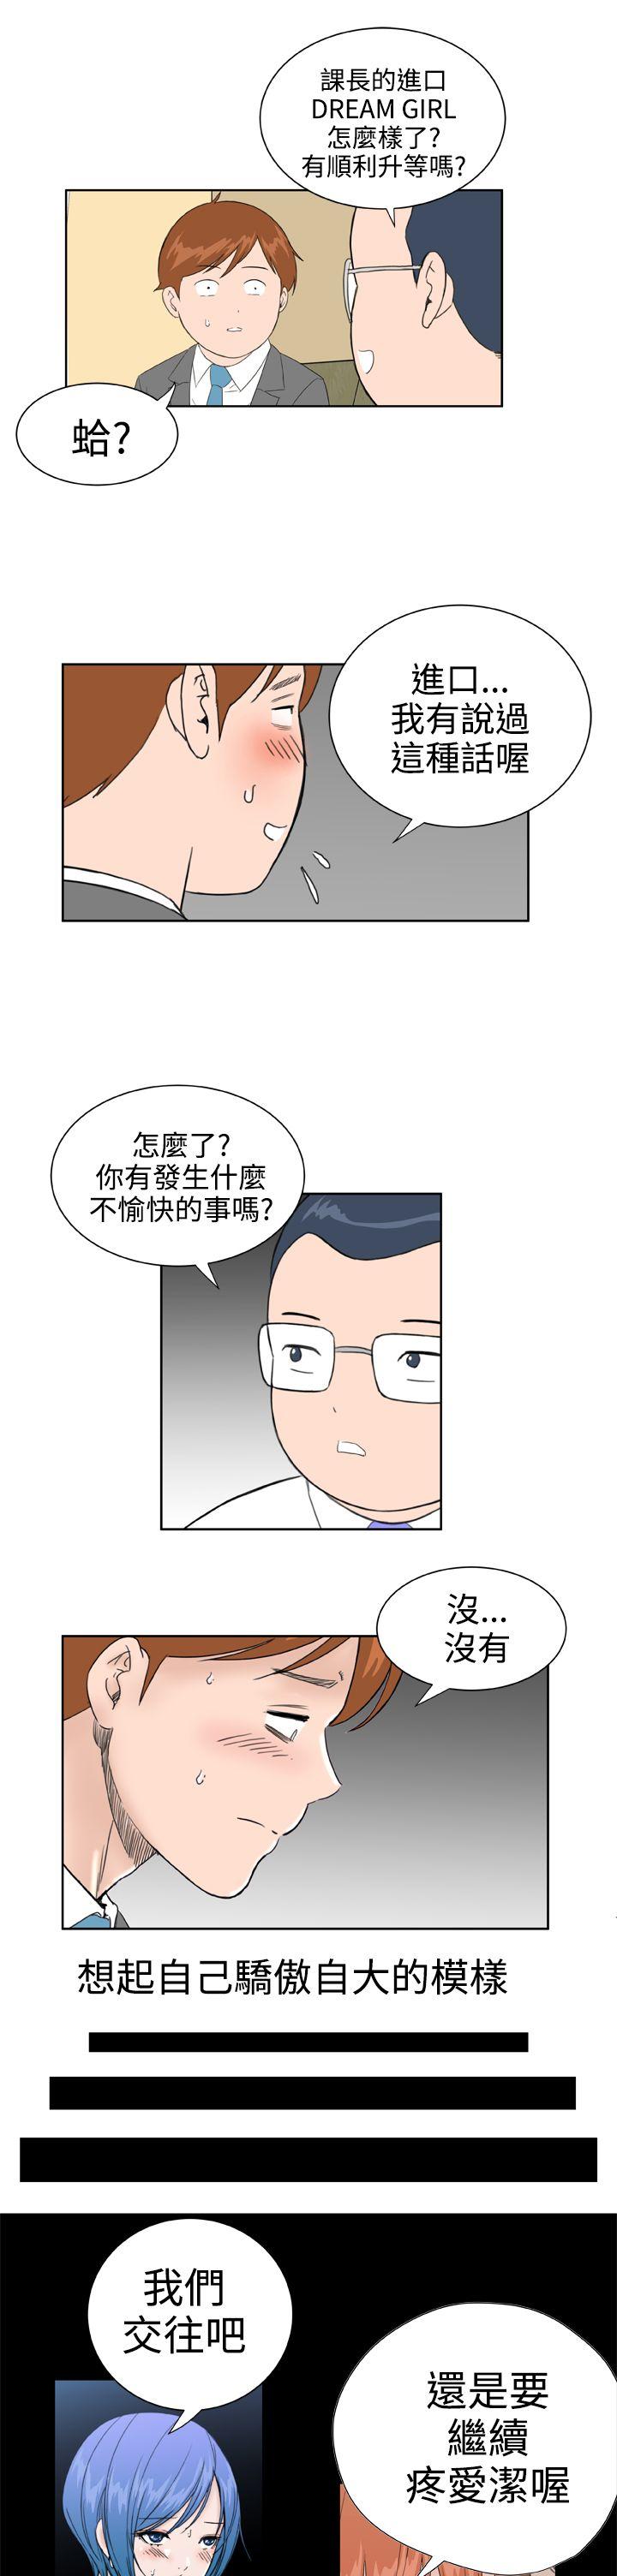 課長的進口
DREAM GIRL
怎麼樣了?
有順利升等嗎?
蛤?
進口...
我有說過
這種話喔
怎麼了?
你有發生什麼
不愉快的事嗎?
沒...
沒有
想起自己驕傲自大的模樣
我們
交往吧
還是要
繼續
疼愛潔喔